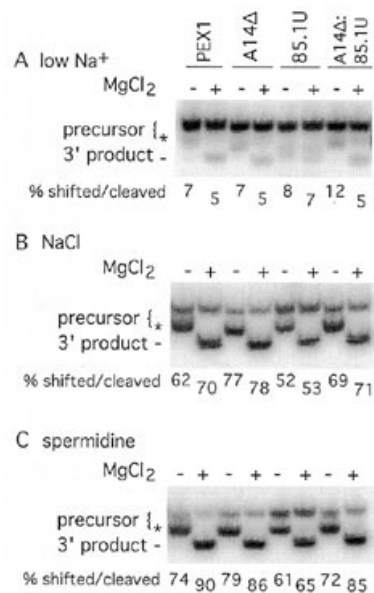 PEX1 A14Δ 85.1U A14Δ: 85.1U
A low Na+
MgCl2 - + - + - + - +
precursor { *
3' product -
% shifted/cleaved 7 5 7 5 8 7 12 5
B NaCl
MgCl2 - + - + - + - +
precursor { *
3' product -
% shifted/cleaved 62 70 77 78 52 53 69 71
C spermidine
MgCl2 - + - + - + - +
precursor { *
3' product -
% shifted/cleaved 74 90 79 86 61 65 72 85